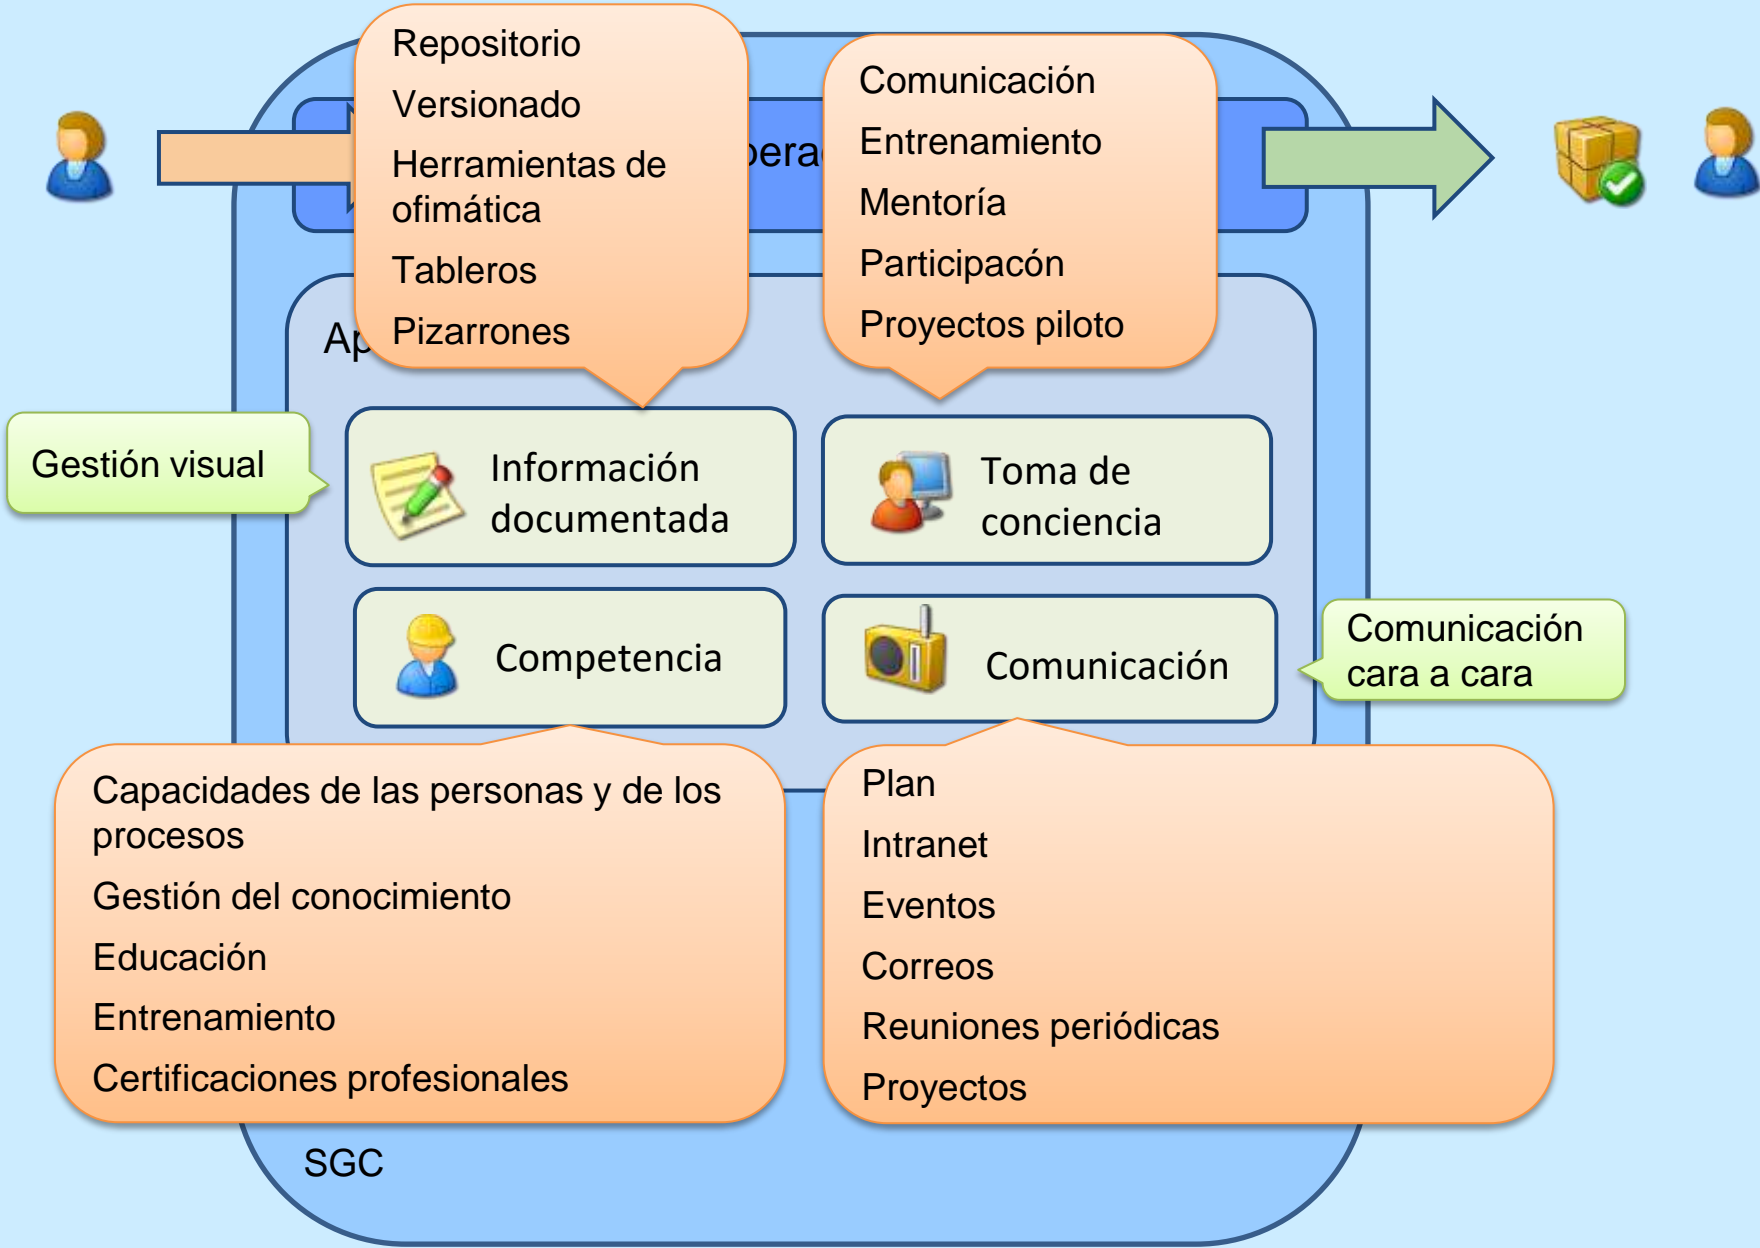 Repositorio
Versionado
Herramientas de
ofimática
Tableros
Pizarrones
Comunicación
Entrenamiento
Mentoría
Participacón
Proyectos piloto
Gestión visual
Información
documentada
Toma de
conciencia
Competencia
Comunicación
Comunicación
cara a cara
Capacidades de las personas y de los
procesos
Gestión del conocimiento
Educación
Entrenamiento
Certificaciones profesionales
Plan
Intranet
Eventos
Correos
Reuniones periódicas
Proyectos
SGC